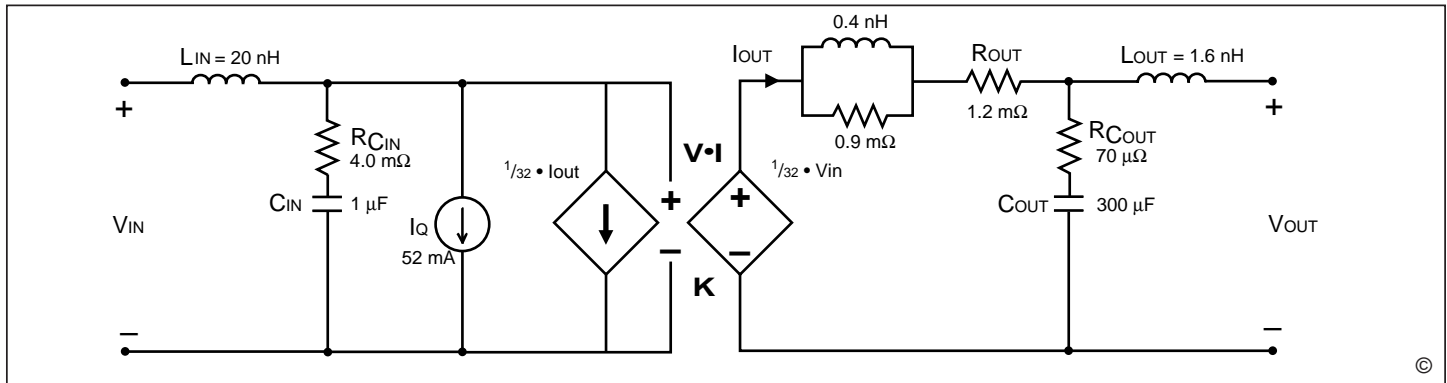 0.4 nH
LIN = 20 nH
IOUT
ROUT
LOUT = 1.6 nH
+
+
1.2 mΩ
RCIN
4.0 mΩ
0.9 mΩ
RCOUT
70 μΩ
V•I
1/32 • Iout
1/32 • Vin
+
+
CIN
1 μF
COUT
300 μF
VIN
IQ
52 mA
VOUT
–
–
K
–
–
©